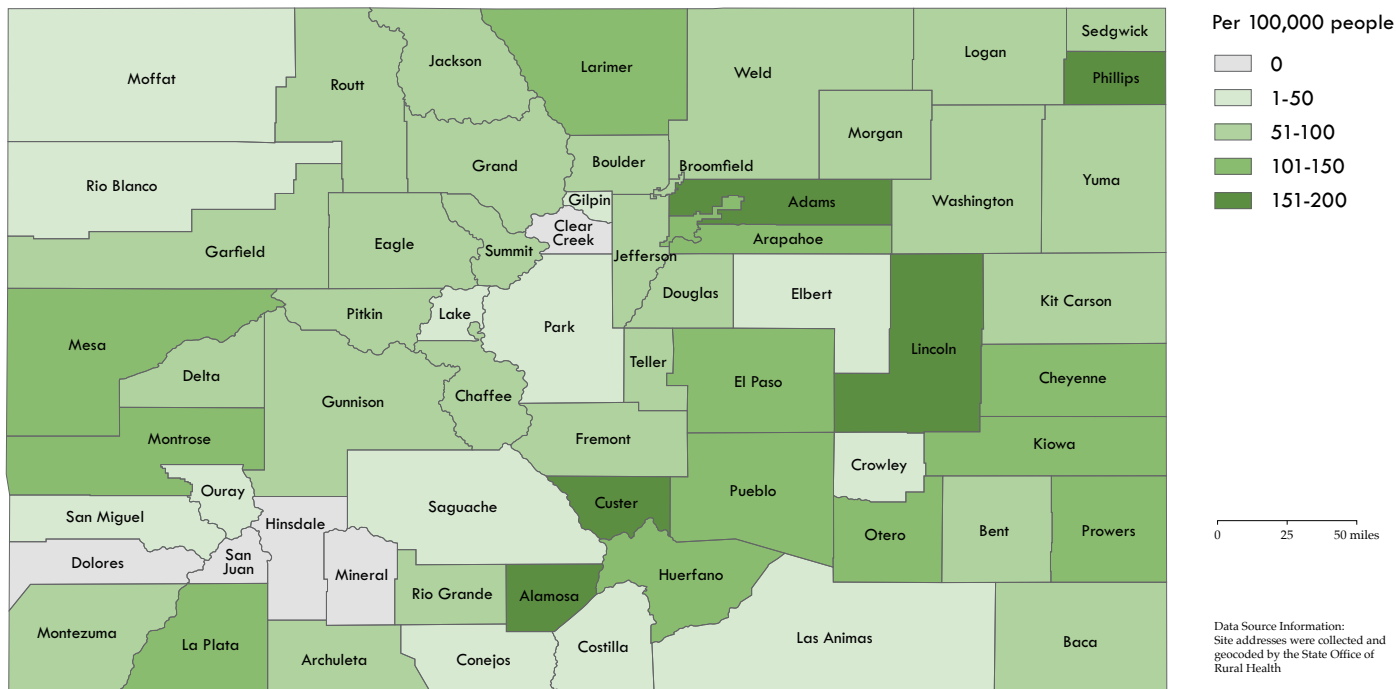 Moffat
Routt
Jackson
Larimer
Weld
Logan
Sedgwick
Phillips
Morgan
Rio Blanco
Grand
Boulder
Broomfield
Yuma
Gilpin
Adams
Washington
Clear
Creek
Garfield
Eagle
Summit
Jefferson
Arapahoe
Douglas
Elbert
Kit Carson
Pitkin
Lake
Park
Mesa
Lincoln
Delta
Teller
El Paso
Cheyenne
Gunnison
Chaffee
Montrose
Fremont
Kiowa
Crowley
Ouray
Pueblo
San Miguel
Hinsdale
Saguache
Custer
Otero
Bent
Prowers
Dolores
San
Juan
Mineral
Rio Grande
Alamosa
Huerfano
Montezuma
La Plata
Archuleta
Conejos
Costilla
Las Animas
Baca
Per 100,000 people
0
1-50
51-100
101-150
151-200
0 25 50 miles
Data Source Information:
Site addresses were collected and
geocoded by the State Office of
Rural Health